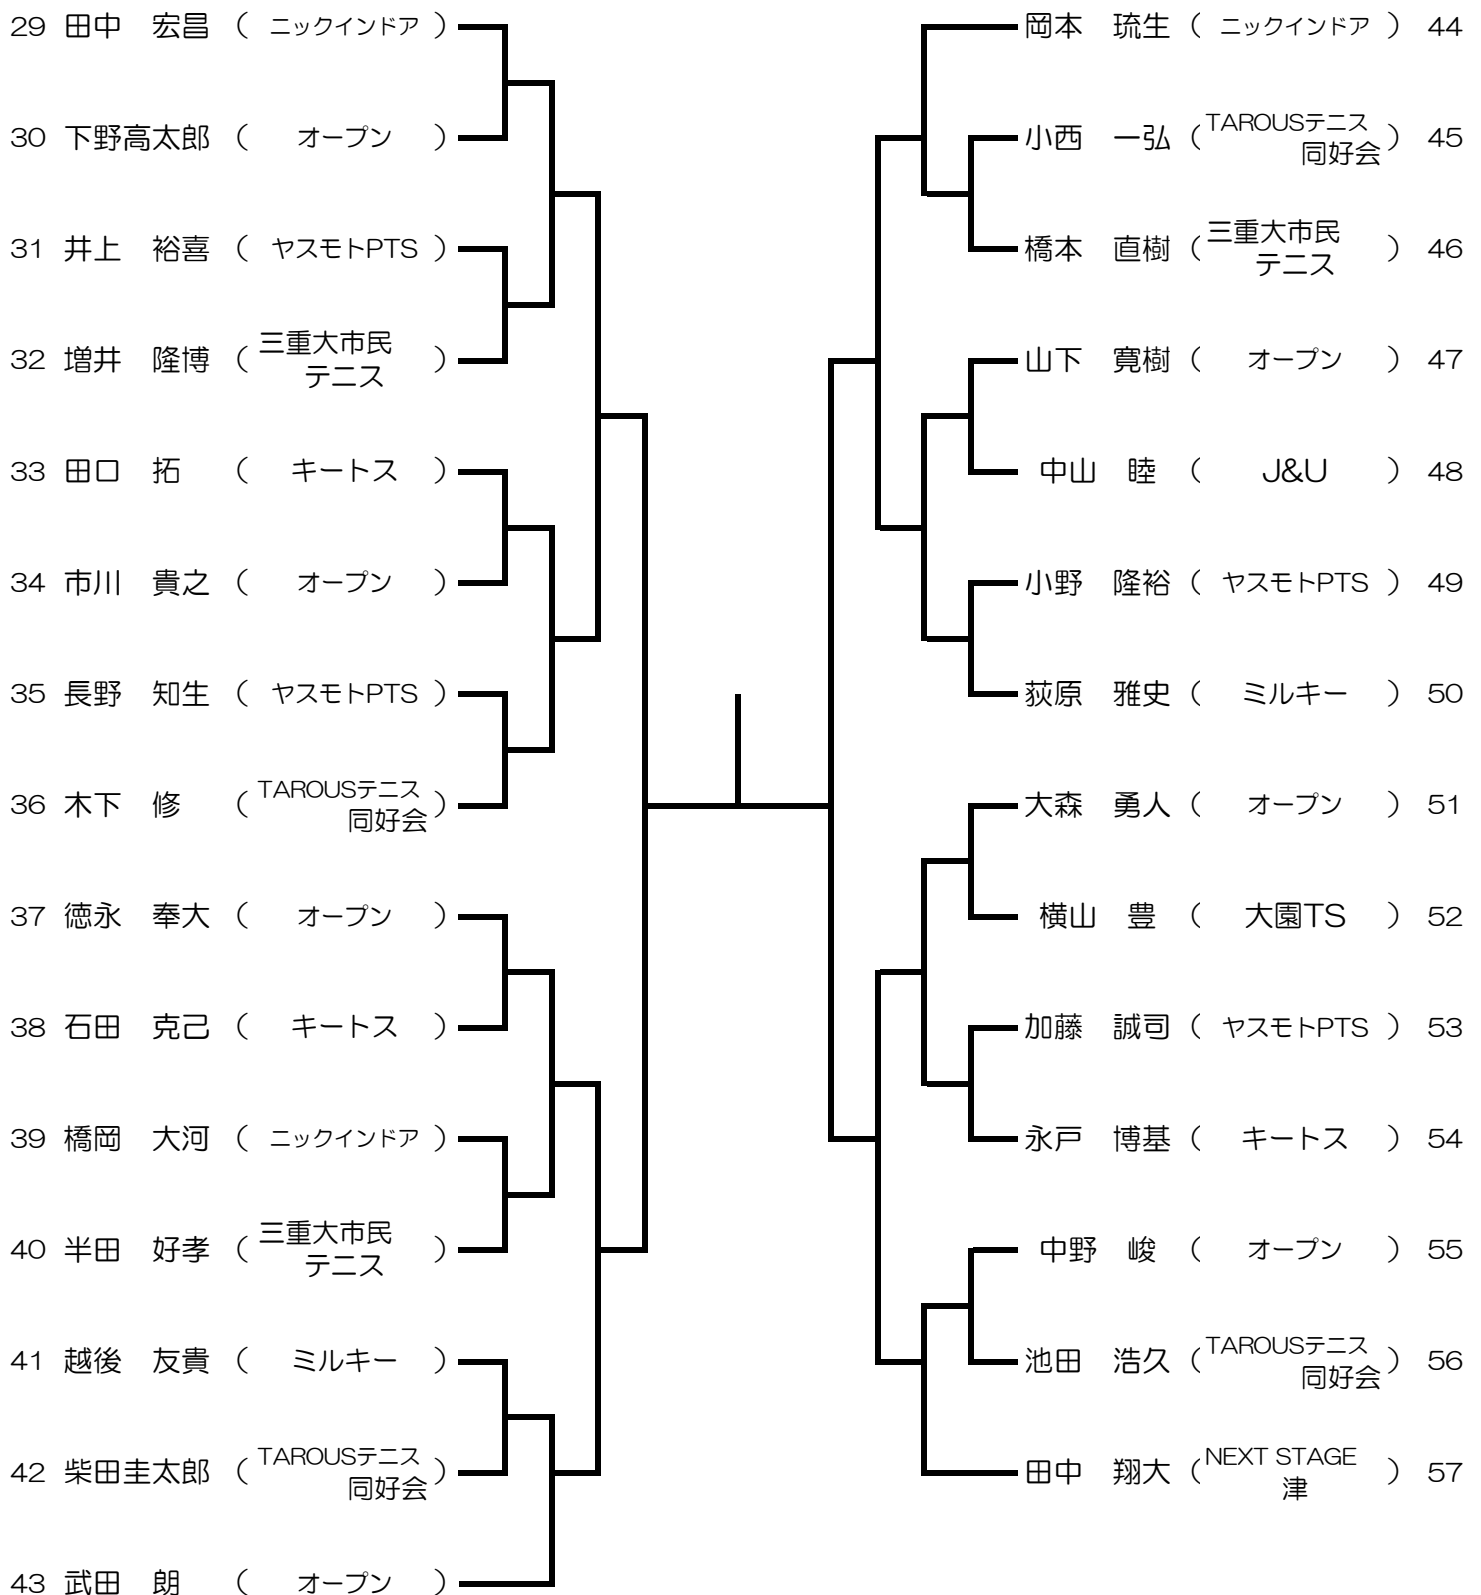 29 田中　宏昌 （ ニックインドア ）
30 下野高太郎 （ オープン ）
31 井上　裕喜 （ ヤスモトPTS ）
32 増井　隆博 （ 三重大市民
テニス ）
33 田口　拓 （ キートス ）
34 市川　貴之 （ オープン ）
35 長野　知生 （ ヤスモトPTS ）
36 木下　修 （ TAROUSテニス
同好会 ）
37 徳永　奉大 （ オープン ）
38 石田　克己 （ キートス ）
39 橋岡　大河 （ ニックインドア ）
40 半田　好孝 （ 三重大市民
テニス ）
41 越後　友貴 （ ミルキー ）
42 柴田圭太郎 （ TAROUSテニス
同好会 ）
43 武田　朗 （ オープン ）
岡本　琉生 （ ニックインドア ） 44
小西　一弘 （ TAROUSテニス
同好会 ） 45
橋本　直樹 （ 三重大市民
テニス ） 46
山下　寛樹 （ オープン ） 47
中山　睦 （ J&U ） 48
小野　隆裕 （ ヤスモトPTS ） 49
荻原　雅史 （ ミルキー ） 50
大森　勇人 （ オープン ） 51
横山　豊 （ 大園TS ） 52
加藤　誠司 （ ヤスモトPTS ） 53
永戸　博基 （ キートス ） 54
中野　峻 （ オープン ） 55
池田　浩久 （ TAROUSテニス
同好会 ） 56
田中　翔大 （ NEXT STAGE
津 ） 57